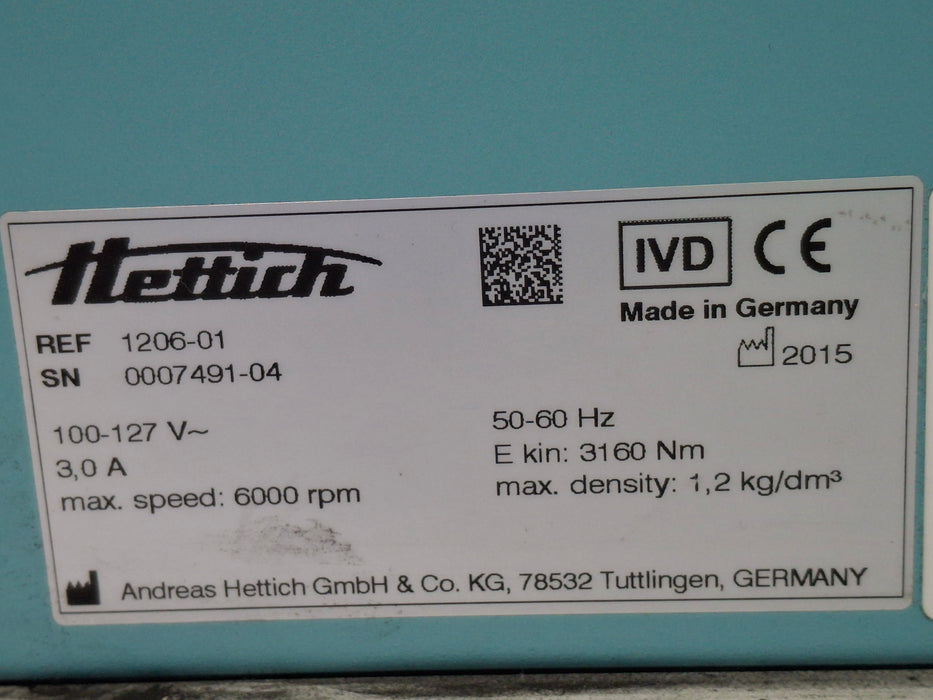 Hettich
IVD CE
Made in Germany
2015
REF 1206-01
SN 0007491-04
100-127 V~
3,0 A
max. speed: 6000 rpm
50-60 Hz
E kin: 3160 Nm
max. density: 1,2 kg/dm³
Andreas Hettich GmbH & Co. KG, 78532 Tuttlingen, GERMANY